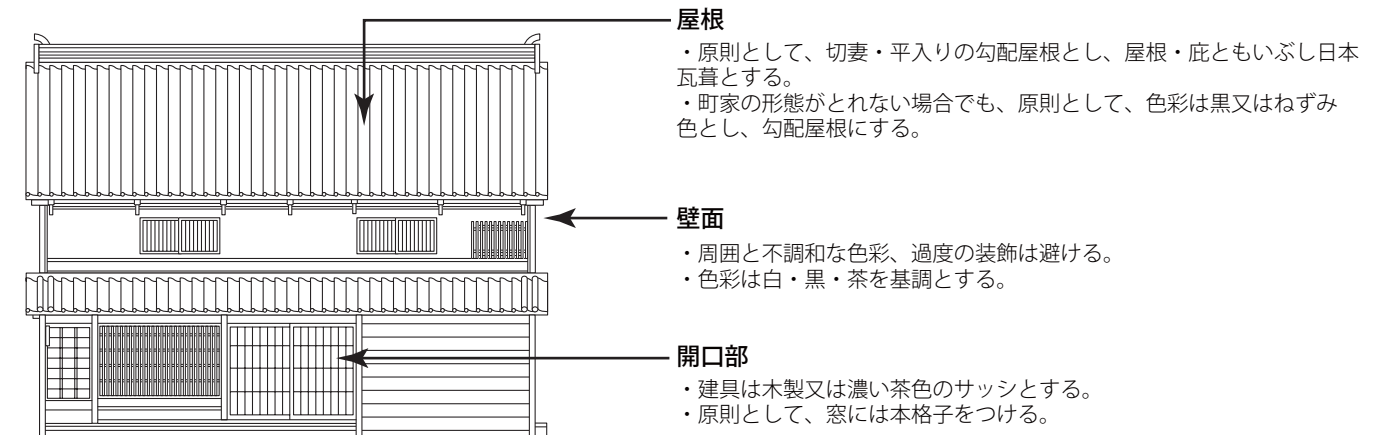 屋根
・原則として、切妻・平入りの勾配屋根とし、屋根・庇ともいぶし日本
瓦葺とする。
・町家の形態がとれない場合でも、原則として、色彩は黒又はねずみ
色とし、勾配屋根にする。
壁面
・周囲と不調和な色彩、過度の装飾は避ける。
・色彩は白・黒・茶を基調とする。
開口部
・建具は木製又は濃い茶色のサッシとする。
・原則として、窓には本格子をつける。